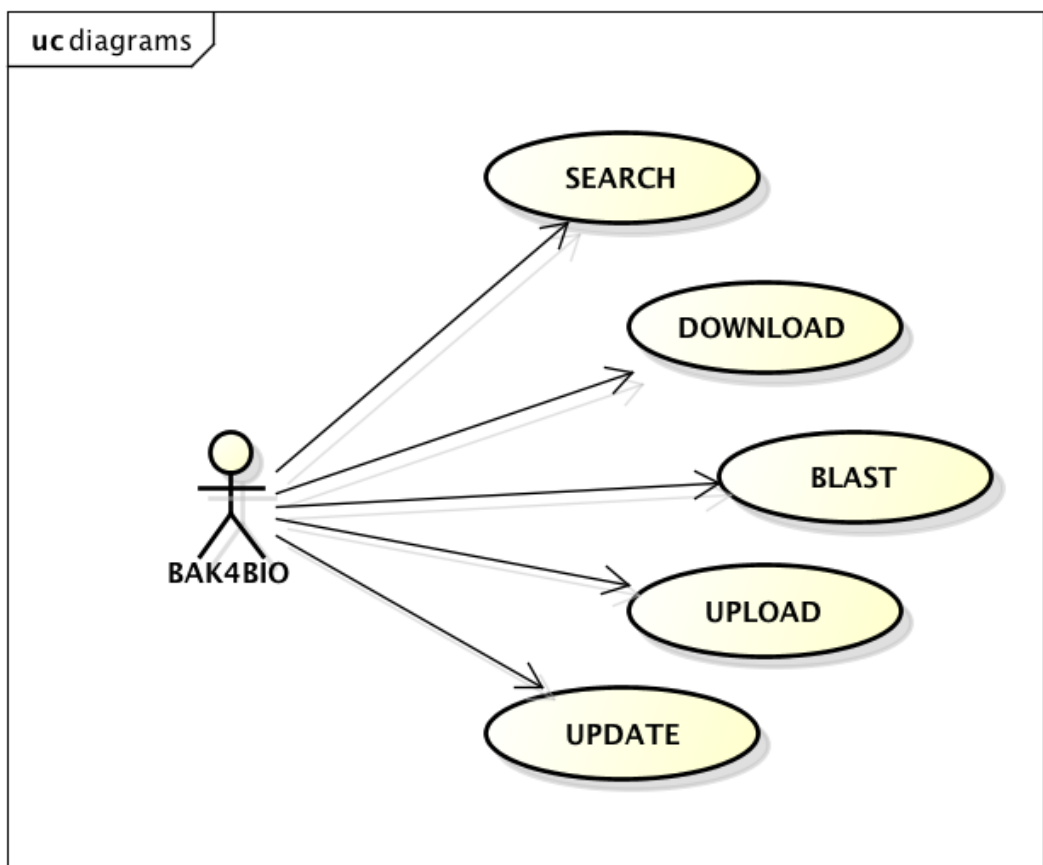 uc diagrams
SEARCH
DOWNLOAD
BLAST
BAK4BIO
UPLOAD
UPDATE